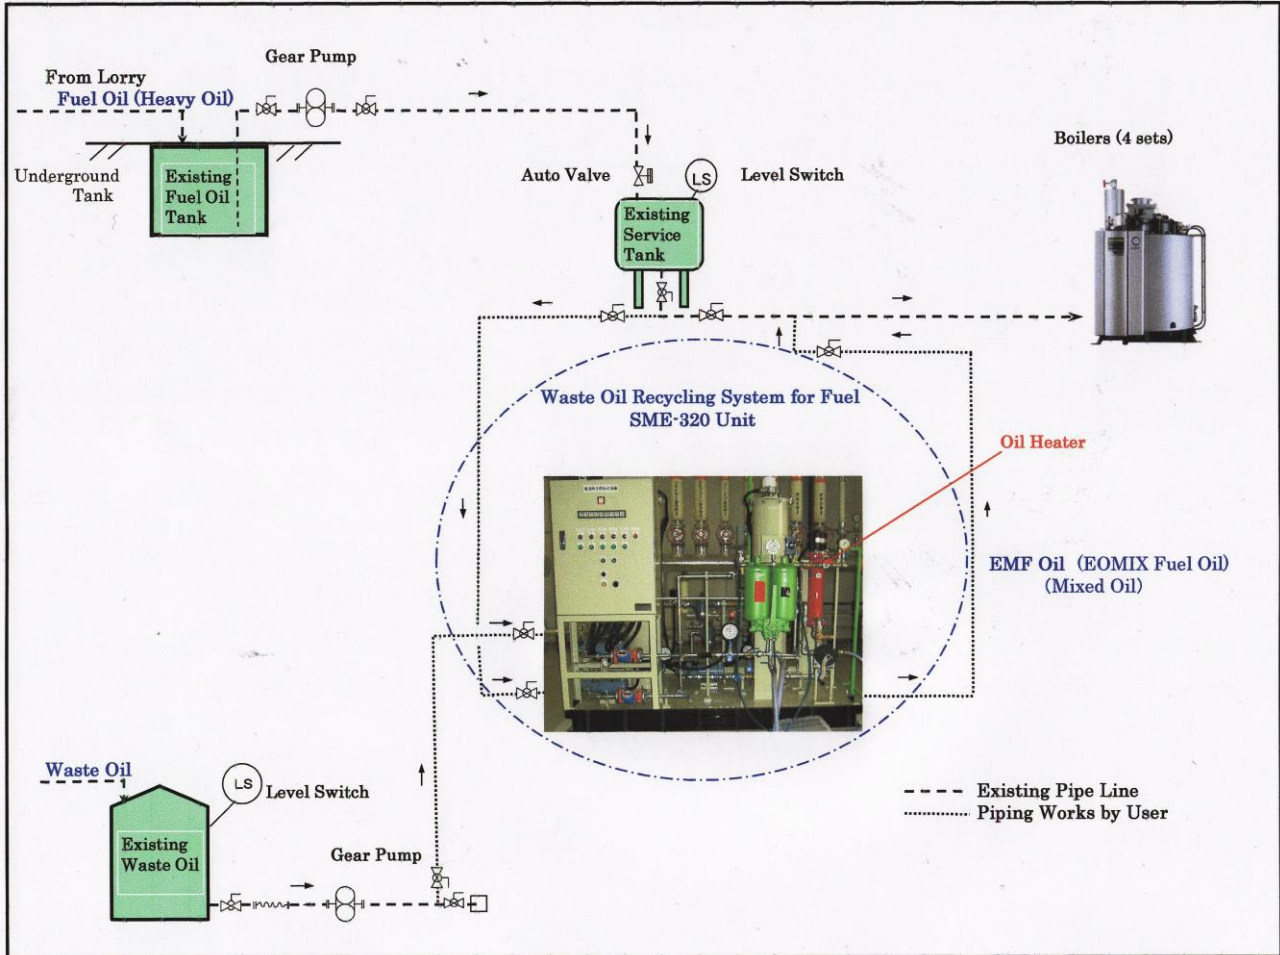 Gear Pump
From Lorry
Fuel Oil (Heavy Oil)
Boilers (4 sets)
Underground
Tank
Existing
Fuel Oil
Tank
Auto Valve
LS
Level Switch
Existing
Service
Tank
Waste Oil Recycling System for Fuel
SME-320 Unit
Oil Heater
EMF Oil (EOMIX Fuel Oil)
(Mixed Oil)
Waste Oil
LS
Level Switch
Existing
Waste Oil
Gear Pump
Existing Pipe Line
Piping Works by User